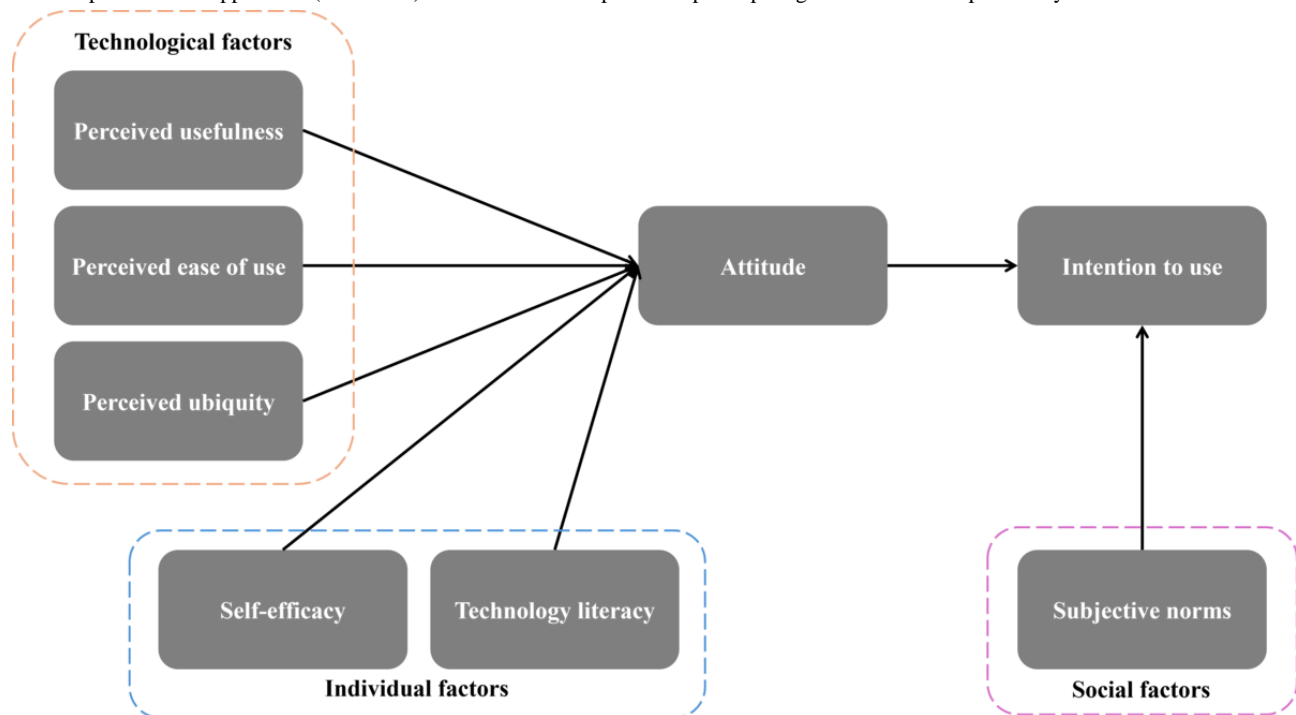 Technological factors
Perceived usefulness
Perceived ease of use
Perceived ubiquity
Attitude
Intention to use
Self-efficacy
Technology literacy
Subjective norms
Individual factors
Social factors